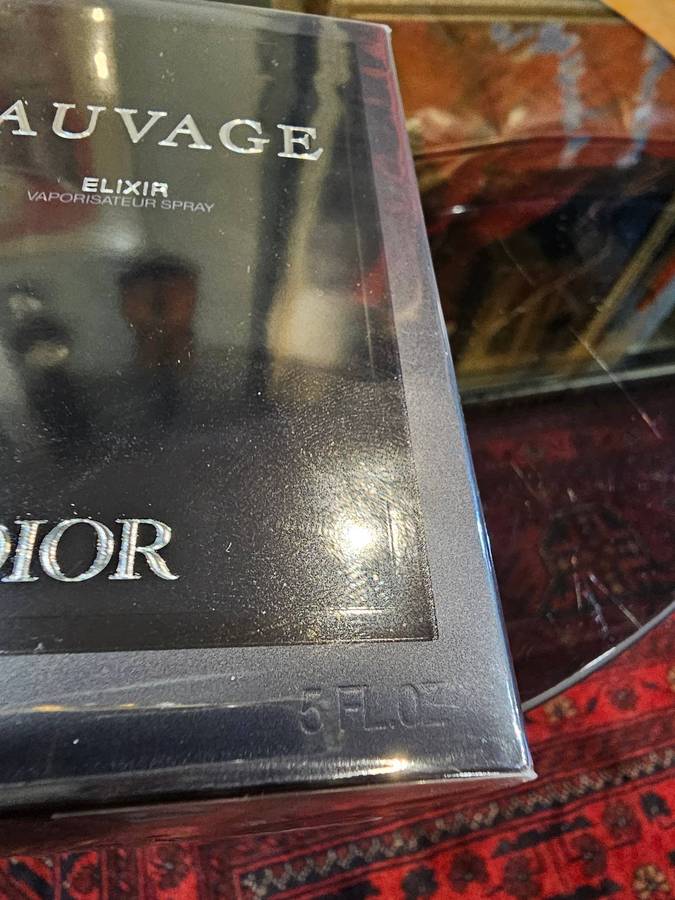 AUVAGE
ELIXIR
VAPORISATEUR SPRAY
DIOR
5 FL.OZ